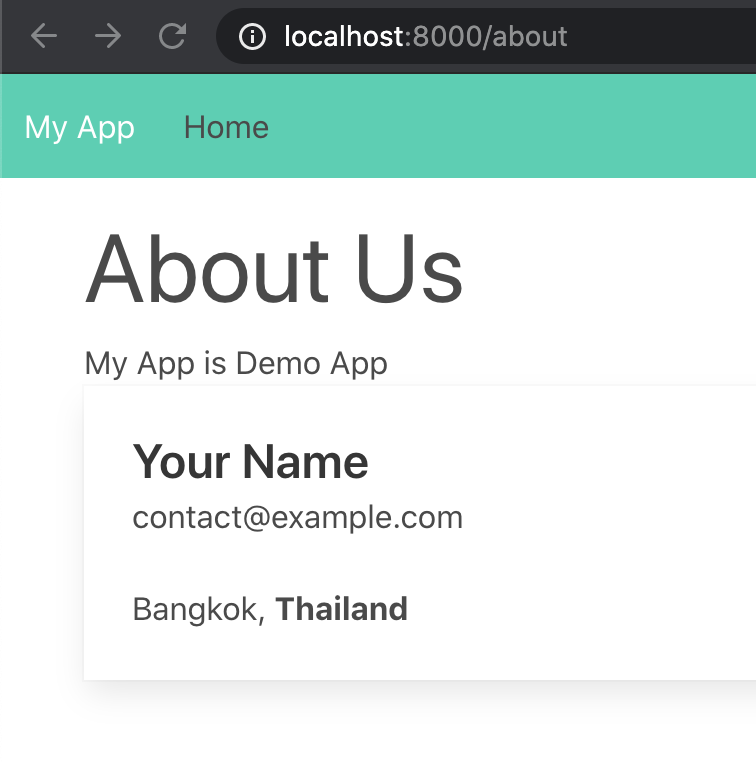 localhost:8000/about
My App Home
About Us
My App is Demo App
Your Name
contact@example.com
Bangkok, Thailand